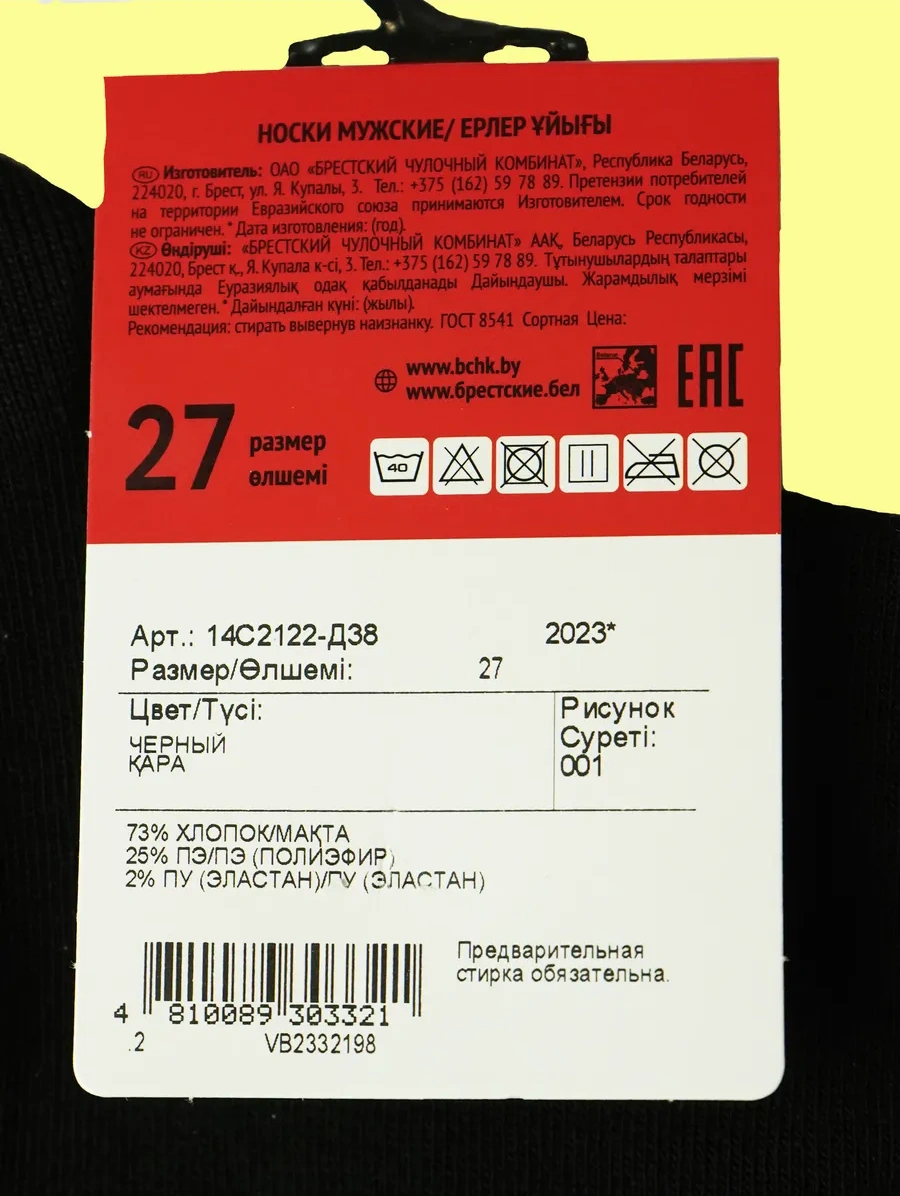 НОСКИ МУЖСКИЕ/ ЕРЛЕР ҰЙЫҒЫ
RU Изготовитель: ОАО «БРЕСТСКИЙ ЧУЛОЧНЫЙ КОМБИНАТ», Республика Беларусь,
224020, г. Брест, ул. Я. Купалы, 3. Тел.: +375 (162) 59 78 89. Претензии потребителей
на территории Евразийского союза принимаются Изготовителем. Срок годности
не ограничен.* Дата изготовления: (год).
KZ Өндіруші: «БРЕСТСКИЙ ЧУЛОЧНЫЙ КОМБИНАТ» ААҚ, Беларусь Республикасы,
224020, Брест қ., Я. Купала к-сі, 3. Тел.: +375 (162) 59 78 89. Тұтынушылардың талаптары
аумағында Еуразиялық одақ қабылданады Дайындаушы. Жарамдылық мерзімі
шектелмеген.* Дайындалған күні: (жылы).
Рекомендация: стирать вывернув наизнанку. ГОСТ 8541 Сортная Цена:
www.bchk.by
www.брестские.бел
Belarus
EAC
27 размер
өлшемі
40
Арт.: 14С2122-Д38 2023*
Размер/Өлшемі: 27
Цвет/Түсі:
ЧЕРНЫЙ
ҚАРА
Рисунок
Суреті:
001
73% ХЛОПОК/МАҚТА
25% ПЭ/ПЭ (ПОЛИЭФИР)
2% ПУ (ЭЛАСТАН)/ПУ (ЭЛАСТАН)
Предварительная
стирка обязательна.
4 810089 303321
.2 VB2332198